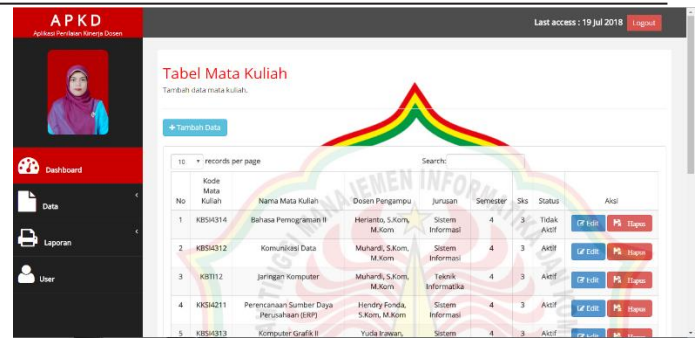 APKD
Aplikasi Penilaian Kinerja Dosen
Last access : 19 Jul 2018 Logout
Tabel Mata Kuliah
Tambah data mata kuliah.
+ Tambah Data
Dashboard
Data
Laporan
User
10 records per page Search:
No Kode Mata Kuliah Nama Mata Kuliah Dosen Pengampu Jurusan Semester Sks Status Aksi
1 KBSI4314 Bahasa Pemograman II Herianto, S.Kom, M.Kom Sistem Informasi 4 3 Tidak Aktif Edit Hapus
2 KBSI4312 Komunikasi Data Muhardi, S.Kom, M.Kom Sistem Informasi 4 3 Aktif Edit Hapus
3 KBTI12 Jaringan Komputer Muhardi, S.Kom, M.Kom Teknik Informatika 4 3 Aktif Edit Hapus
4 KKSI4211 Perencanaan Sumber Daya Perusahaan (ERP) Hendry Fonda, S.Kom, M.Kom Sistem Informasi 4 3 Aktif Edit Hapus
5 KBSI4313 Komputer Grafik II Yuda Irawan, Sistem 4 3 Aktif Edit Hapus